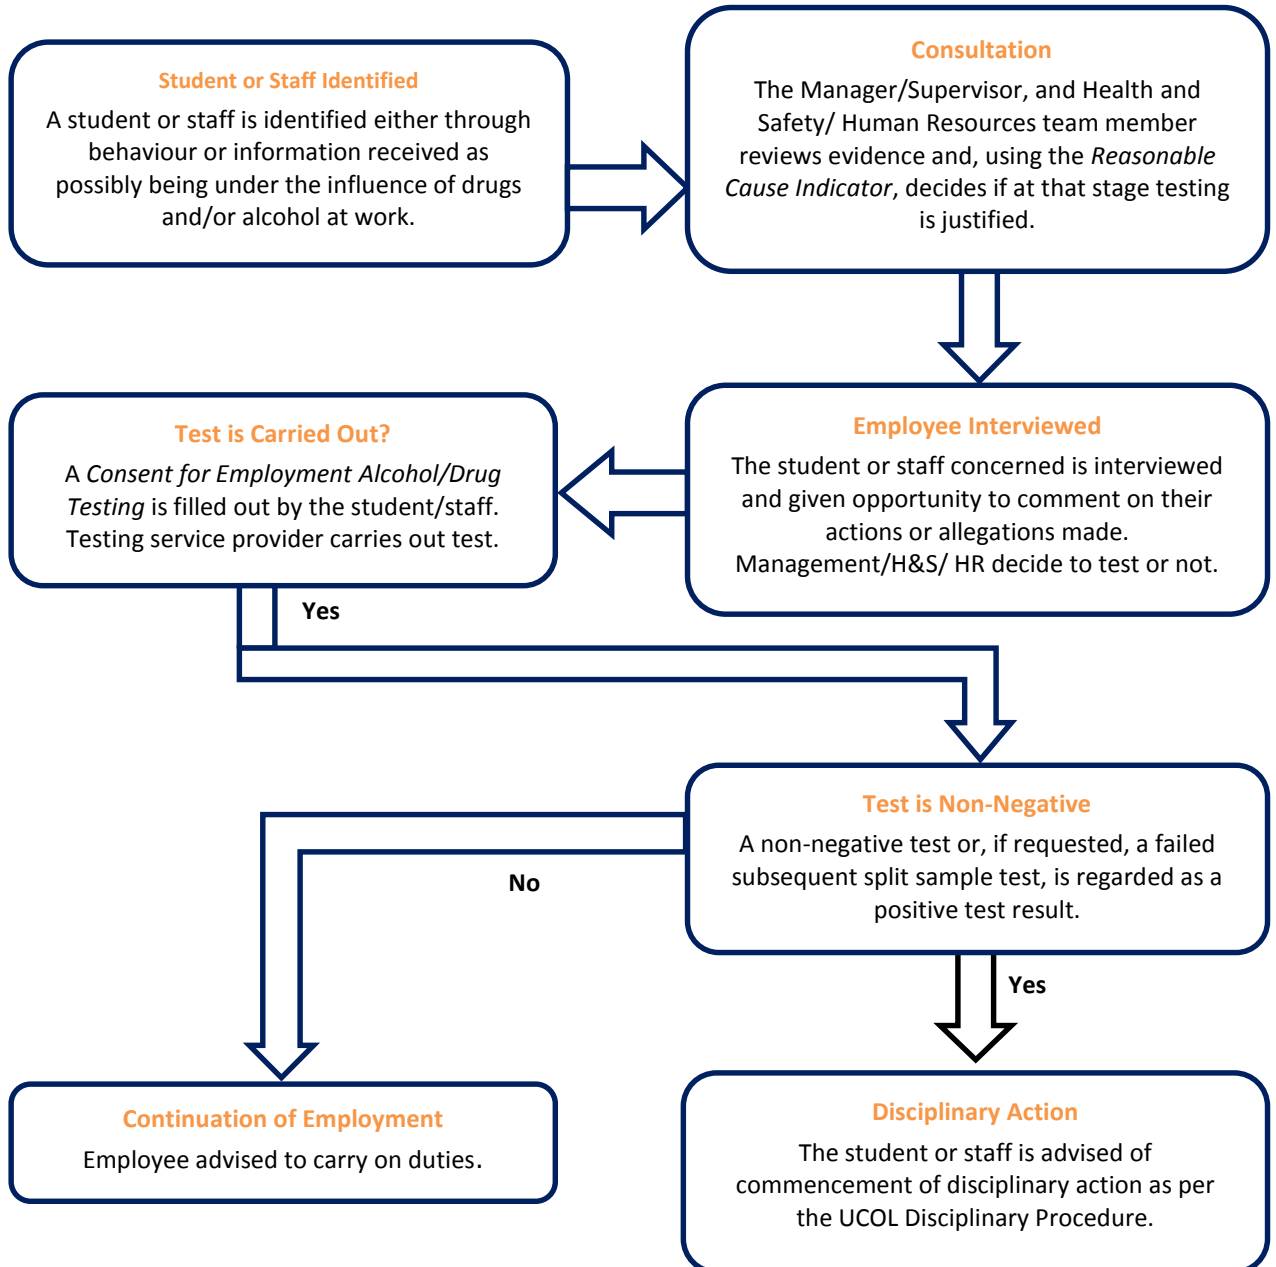 Student or Staff Identified
A student or staff is identified either through
behaviour or information received as
possibly being under the influence of drugs
and/or alcohol at work.
Consultation
The Manager/Supervisor, and Health and
Safety/ Human Resources team member
reviews evidence and, using the Reasonable
Cause Indicator, decides if at that stage testing
is justified.
Employee Interviewed
The student or staff concerned is interviewed
and given opportunity to comment on their
actions or allegations made.
Management/H&S/ HR decide to test or not.
Test is Carried Out?
A Consent for Employment Alcohol/Drug
Testing is filled out by the student/staff.
Testing service provider carries out test.
Yes
Test is Non-Negative
A non-negative test or, if requested, a failed
subsequent split sample test, is regarded as a
positive test result.
No
Yes
Continuation of Employment
Employee advised to carry on duties.
Disciplinary Action
The student or staff is advised of
commencement of disciplinary action as per
the UCOL Disciplinary Procedure.